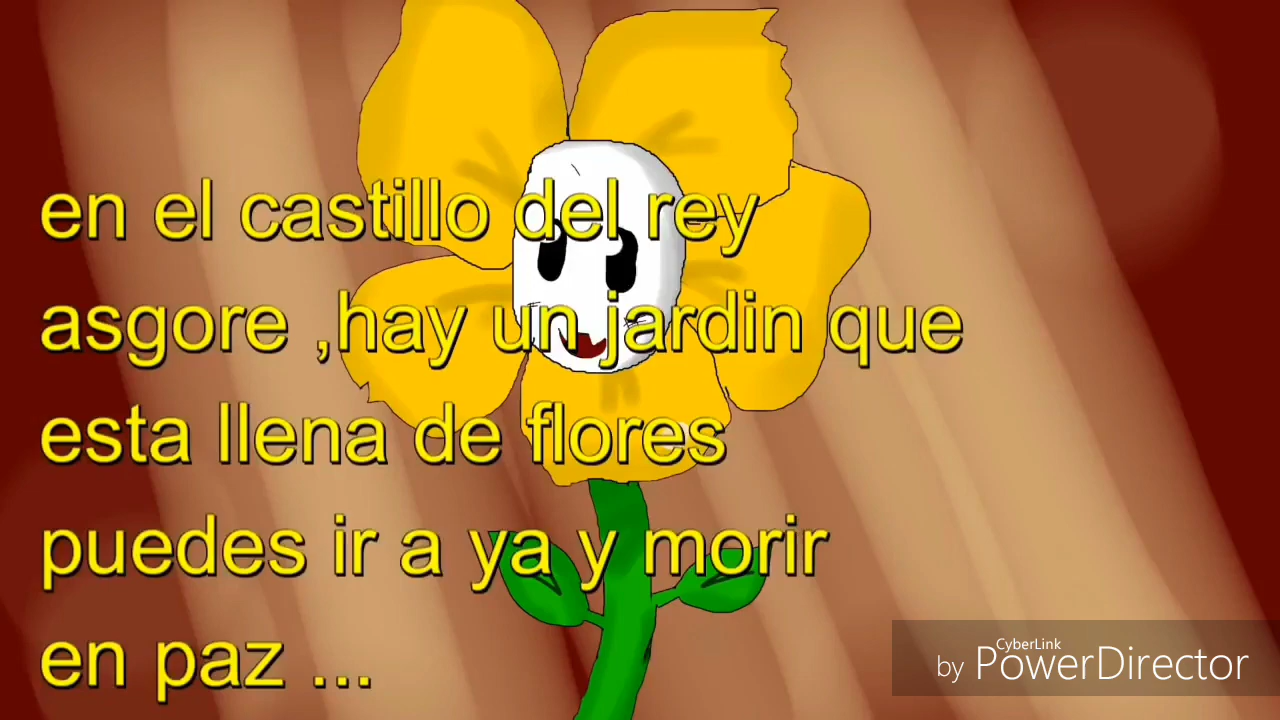 en el castillo del rey
asgore ,hay un jardin que
esta llena de flores
puedes ir a ya y morir
en paz ...
CyberLink
by PowerDirector